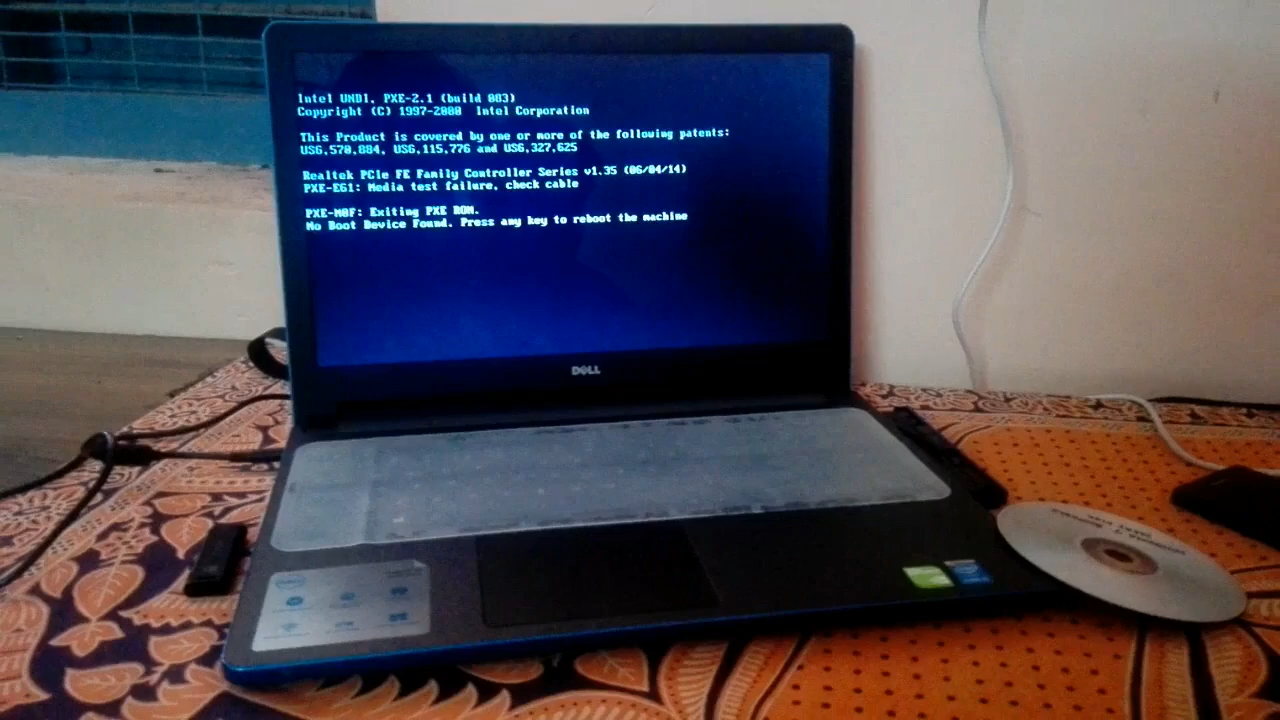 Intel UNDI, PXE-2.1 (build 083)
Copyright (C) 1997-2000 Intel Corporation
This Product is covered by one or more of the following patents:
US6,570,884, US6,115,776 and US6,327,625
Realtek PCIe FE Family Controller Series v1.35 (06/04/14)
PXE-E61: Media test failure, check cable
PXE-M0F: Exiting PXE ROM.
No Boot Device Found. Press any key to reboot the machine
DELL